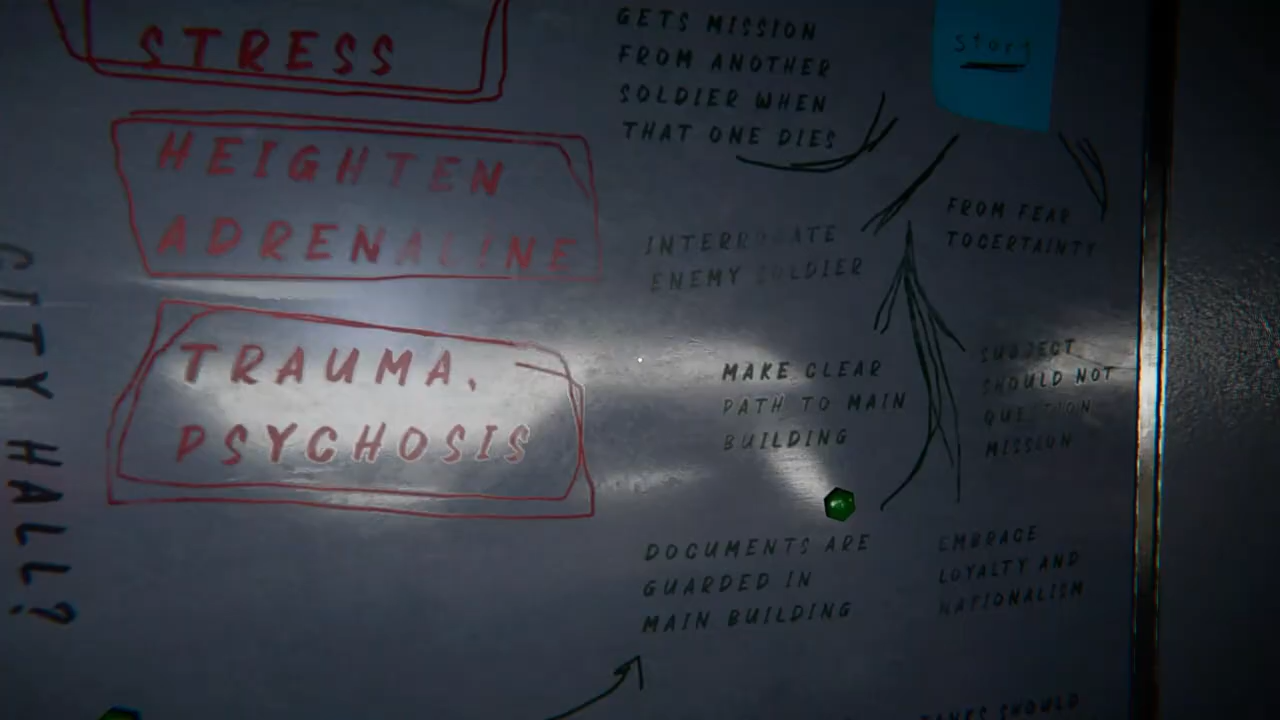 STRESS
HEIGHTEN
ADRENALINE
TRAUMA,
PSYCHOSIS
CITY HALL?
GETS MISSION
FROM ANOTHER
SOLDIER WHEN
THAT ONE DIES
Story
FROM FEAR
TOCERTAINTY
INTERROGATE
ENEMY SOLDIER
MAKE CLEAR
PATH TO MAIN
BUILDING
SUBJECT
SHOULD NOT
QUESTION
MISSION
DOCUMENTS ARE
GUARDED IN
MAIN BUILDING
EMBRACE
LOYALTY AND
NATIONALISM
SHOULD